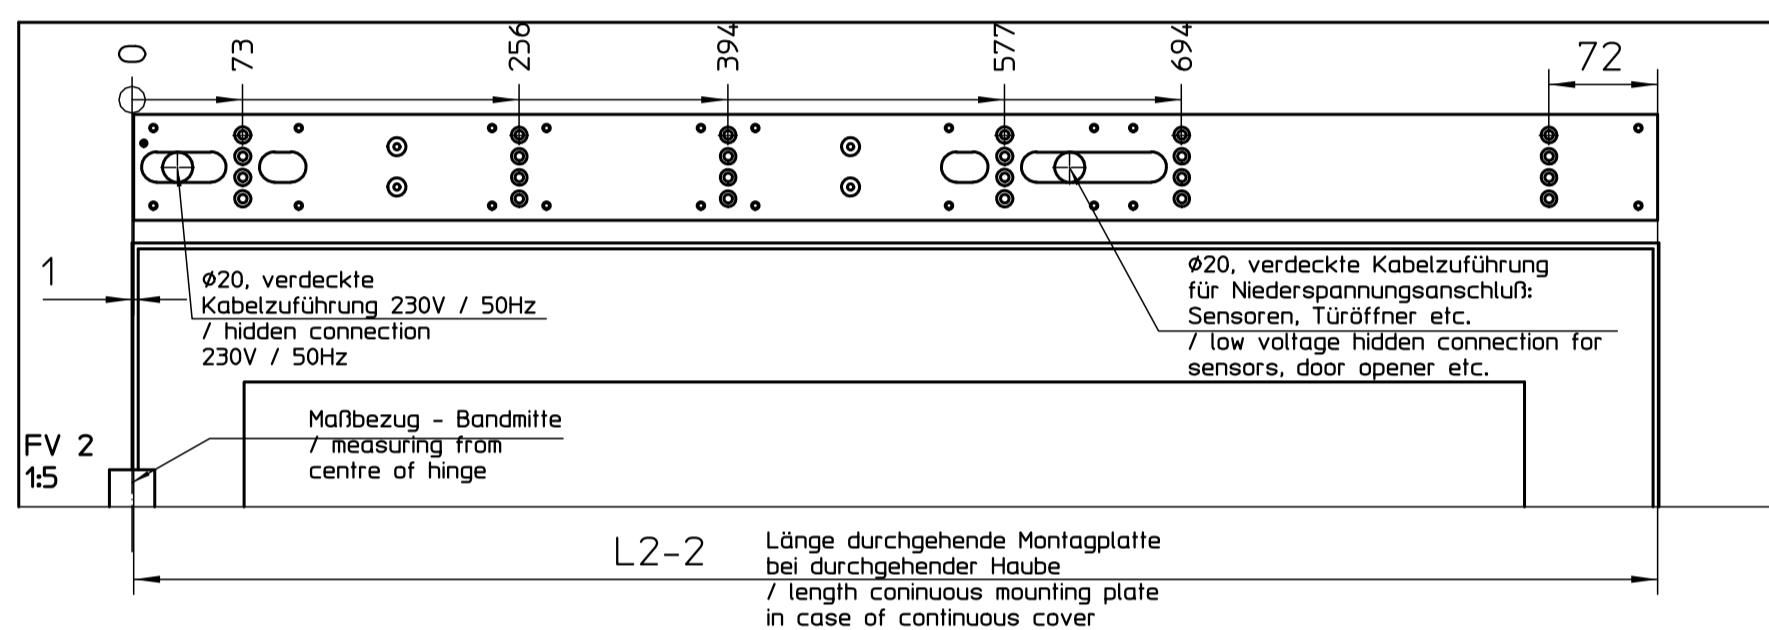 0
73
256
394
577
694
72
1
Ø20, verdeckte
Kabelzuführung 230V / 50Hz
/ hidden connection
230V / 50Hz
Ø20, verdeckte Kabelzuführung
für Niederspannungsanschluß:
Sensoren, Türöffner etc.
/ low voltage hidden connection for
sensors, door opener etc.
Maßbezug - Bandmitte
/ measuring from
centre of hinge
FV 2
1:5
L2-2
Länge durchgehende Montagplatte
bei durchgehender Haube
/ length coninuous mounting plate
in case of continuous cover